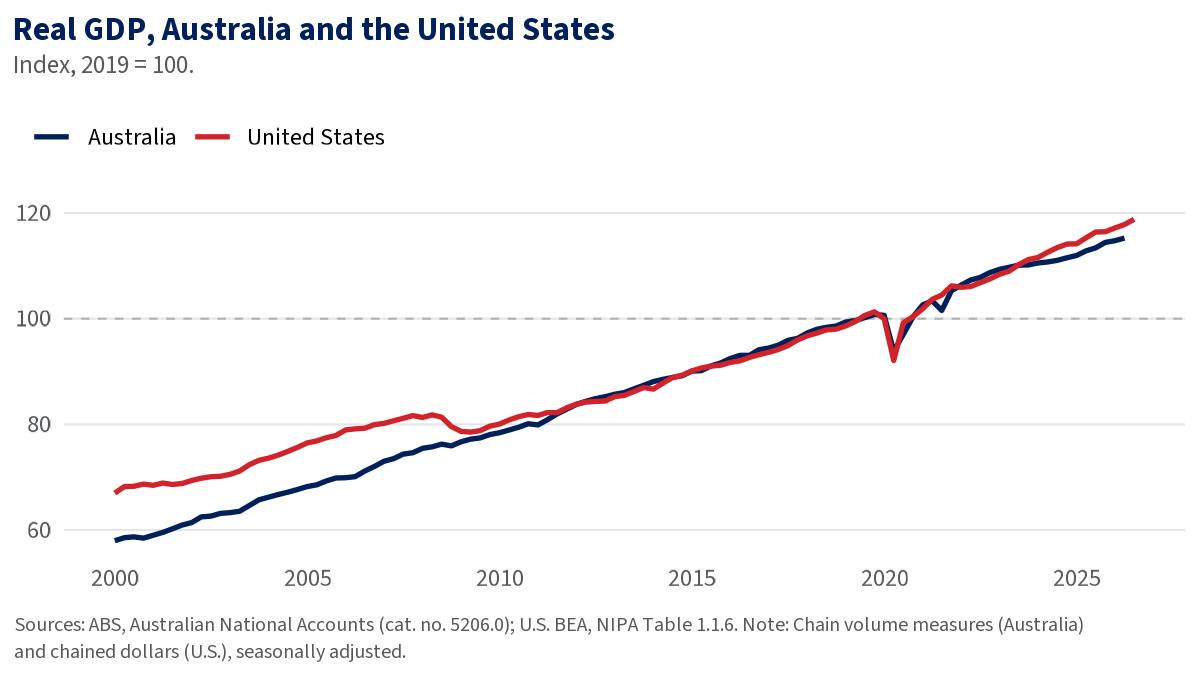 Real GDP, Australia and the United States
Index, 2019 = 100.
Australia United States
120
100
80
60
2000 2005 2010 2015 2020 2025
Sources: ABS, Australian National Accounts (cat. no. 5206.0); U.S. BEA, NIPA Table 1.1.6. Note: Chain volume measures (Australia)
and chained dollars (U.S.), seasonally adjusted.